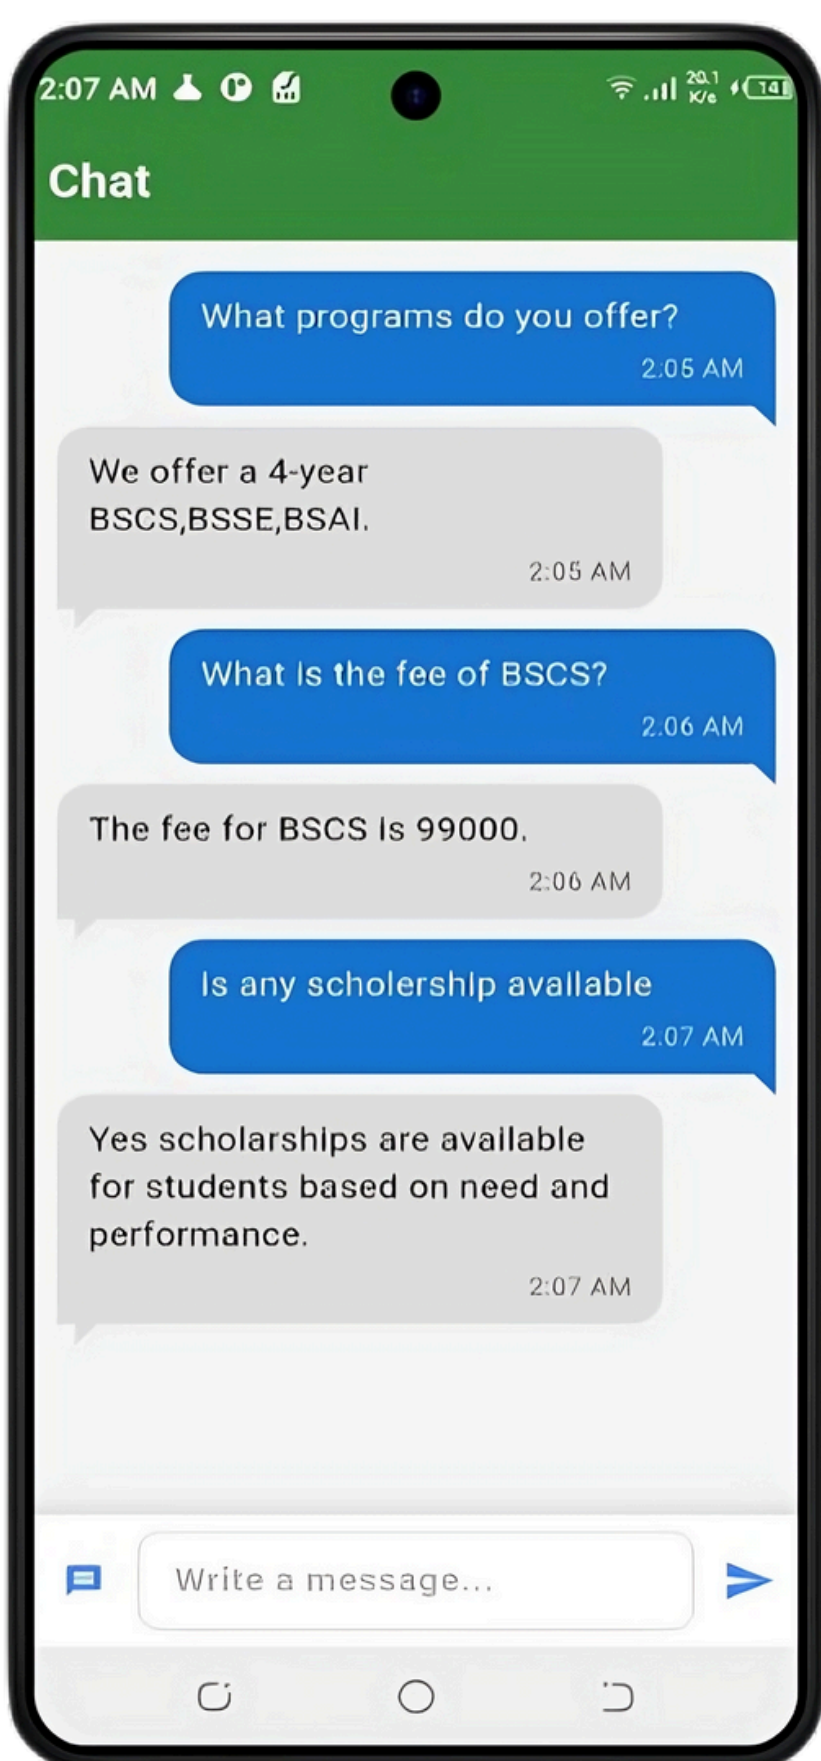 2:07 AM
20.1
K/e
14
Chat
What programs do you offer?
2:05 AM
We offer a 4-year
BSCS,BSSE,BSAI.
2:05 AM
What is the fee of BSCS?
2.06 AM
The fee for BSCS is 99000.
2:06 AM
Is any scholership available
2.07 AM
Yes scholarships are available
for students based on need and
performance.
2:07 AM
Write a message...